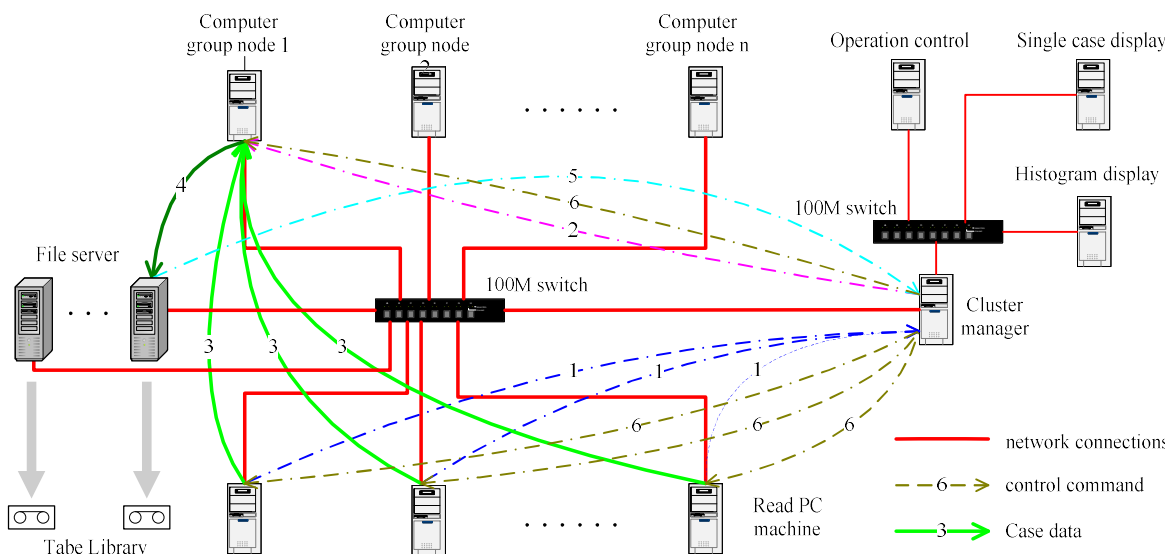 Computer
group node 1
Computer
group node
2
Computer
group node n
Operation control
Single case display
. . . . . .
4
5
6
2
Histogram display
100M switch
File server
. . .
100M switch
Cluster
manager
3
3
3
1
1
1
6
6
6
network connections
6
control command
3
Case data
. . . . . .
Read PC
machine
Tabe Library